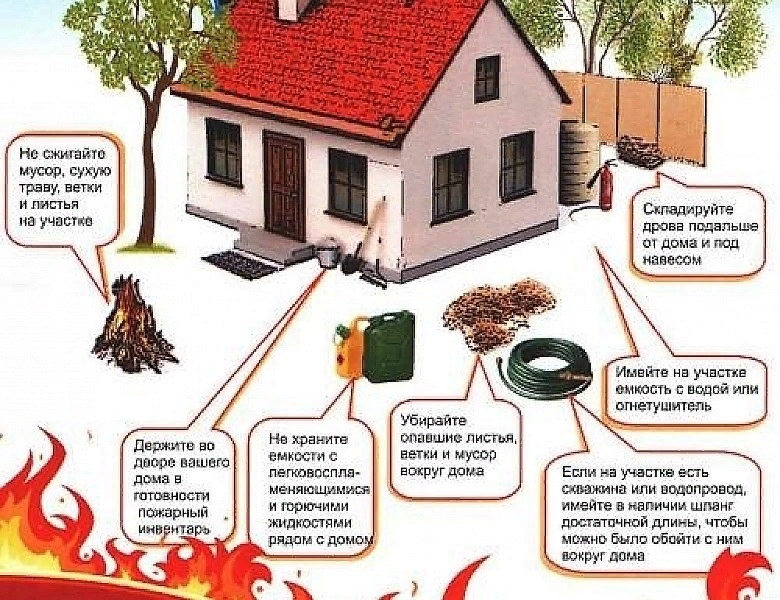 Не сжигайте
мусор, сухую
траву, ветки
и листья
на участке
Складируйте
дрова подальше
от дома и под
навесом
Имейте на участке
емкость с водой или
огнетушитель
Держите во
дворе вашего
дома в
готовности
пожарный
инвентарь
Не храните
емкости с
легковоспла-
меняющимися
и горючими
жидкостями
рядом с домом
Убирайте
опавшие листья,
ветки и мусор
вокруг дома
Если на участке есть
скважина или водопровод,
имейте в наличии шланг
достаточной длины, чтобы
можно было обойти с ним
вокруг дома